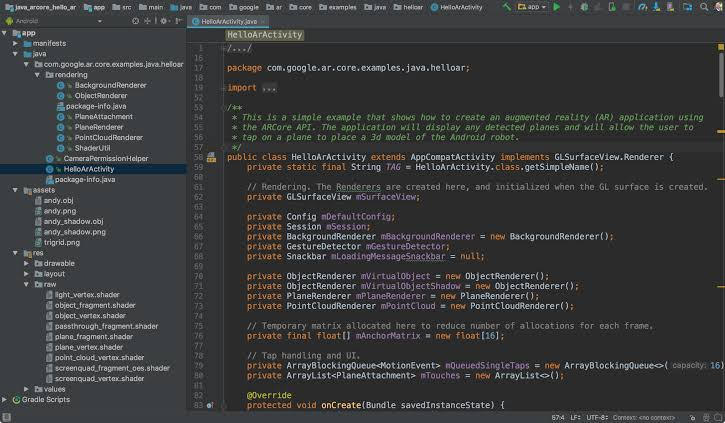 java_arcore_hello_ar
app
src
main
java
com
google
ar
core
examples
java
helloar
HelloArActivity
app
Android
HelloArActivity.java
app
manifests
java
com.google.ar.core.examples.java.helloar
rendering
BackgroundRenderer
ObjectRenderer
package-info.java
PlaneAttachment
PlaneRenderer
PointCloudRenderer
ShaderUtil
CameraPermissionHelper
HelloArActivity
package-info.java
assets
andy.obj
andy.png
andy_shadow.obj
andy_shadow.png
trigrid.png
res
drawable
layout
raw
light_vertex.shader
object_fragment.shader
object_vertex.shader
passthrough_fragment.shader
plane_fragment.shader
plane_vertex.shader
point_cloud_vertex.shader
screenquad_fragment_oes.shader
screenquad_vertex.shader
values
Gradle Scripts
HelloArActivity
1 /.../
16
17 package com.google.ar.core.examples.java.helloar;
18
19 import ...
52
53 /**
54 * This is a simple example that shows how to create an augmented reality (AR) application using
55 * the ARCore API. The application will display any detected planes and will allow the user to
56 * tap on a plane to place a 3d model of the Android robot.
57 */
58 public class HelloArActivity extends AppCompatActivity implements GLSurfaceView.Renderer {
59 private static final String TAG = HelloArActivity.class.getSimpleName();
60
61 // Rendering. The Renderers are created here, and initialized when the GL surface is created.
62 private GLSurfaceView mSurfaceView;
63
64 private Config mDefaultConfig;
65 private Session mSession;
66 private BackgroundRenderer mBackgroundRenderer = new BackgroundRenderer();
67 private GestureDetector mGestureDetector;
68 private Snackbar mLoadingMessageSnackbar = null;
69
70 private ObjectRenderer mVirtualObject = new ObjectRenderer();
71 private ObjectRenderer mVirtualObjectShadow = new ObjectRenderer();
72 private PlaneRenderer mPlaneRenderer = new PlaneRenderer();
73 private PointCloudRenderer mPointCloud = new PointCloudRenderer();
74
75 // Temporary matrix allocated here to reduce number of allocations for each frame.
76 private final float[] mAnchorMatrix = new float[16];
77
78 // Tap handling and UI.
79 private ArrayBlockingQueue<MotionEvent> mQueuedSingleTaps = new ArrayBlockingQueue<>( capacity: 16)
80 private ArrayList<PlaneAttachment> mTouches = new ArrayList<>();
81
82 @Override
83 protected void onCreate(Bundle savedInstanceState) {
57:4 LF÷ UTF-8÷ Context: <no context>